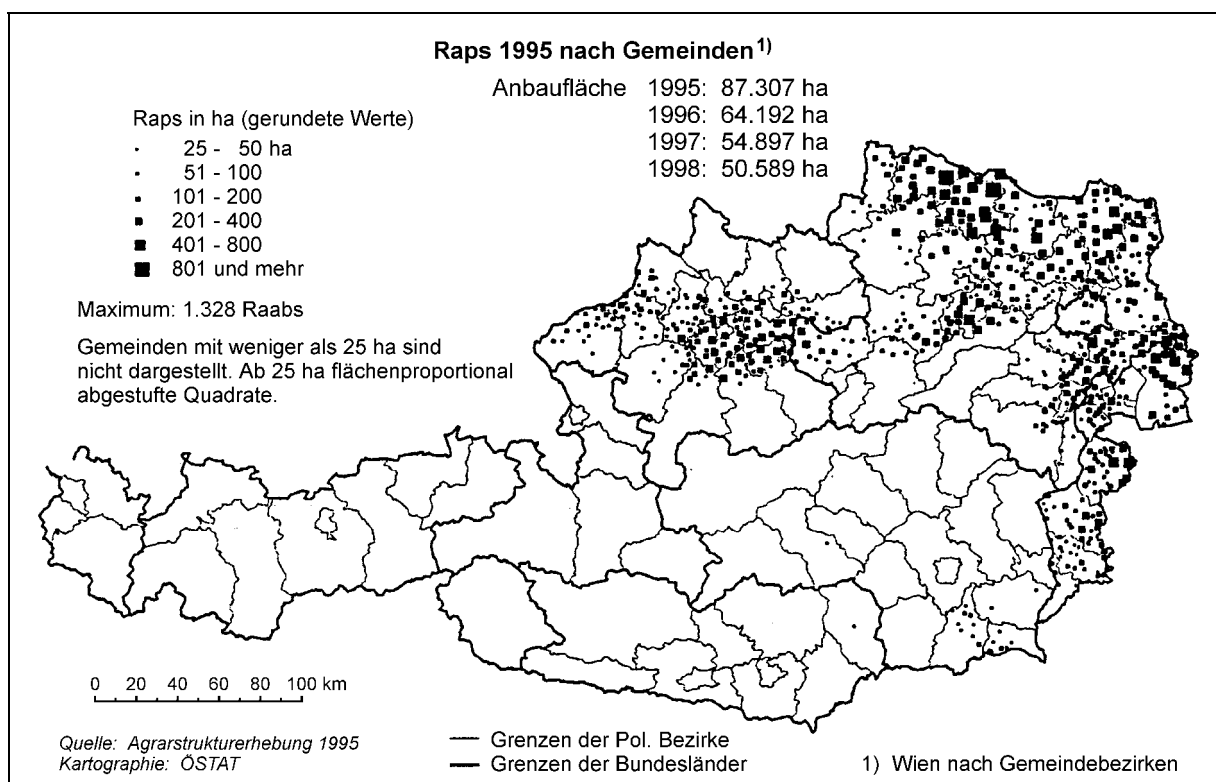 Raps 1995 nach Gemeinden1)
Anbaufläche 1995: 87.307 ha
1996: 64.192 ha
1997: 54.897 ha
1998: 50.589 ha
Raps in ha (gerundete Werte)
25 - 50 ha
51 - 100
101 - 200
201 - 400
401 - 800
801 und mehr
Maximum: 1.328 Raabs
Gemeinden mit weniger als 25 ha sind
nicht dargestellt. Ab 25 ha flächenproportional
abgestufte Quadrate.
0 20 40 60 80 100 km
Quelle: Agrarstrukturerhebung 1995
Kartographie: ÖSTAT
Grenzen der Pol. Bezirke
Grenzen der Bundesländer
1) Wien nach Gemeindebezirken